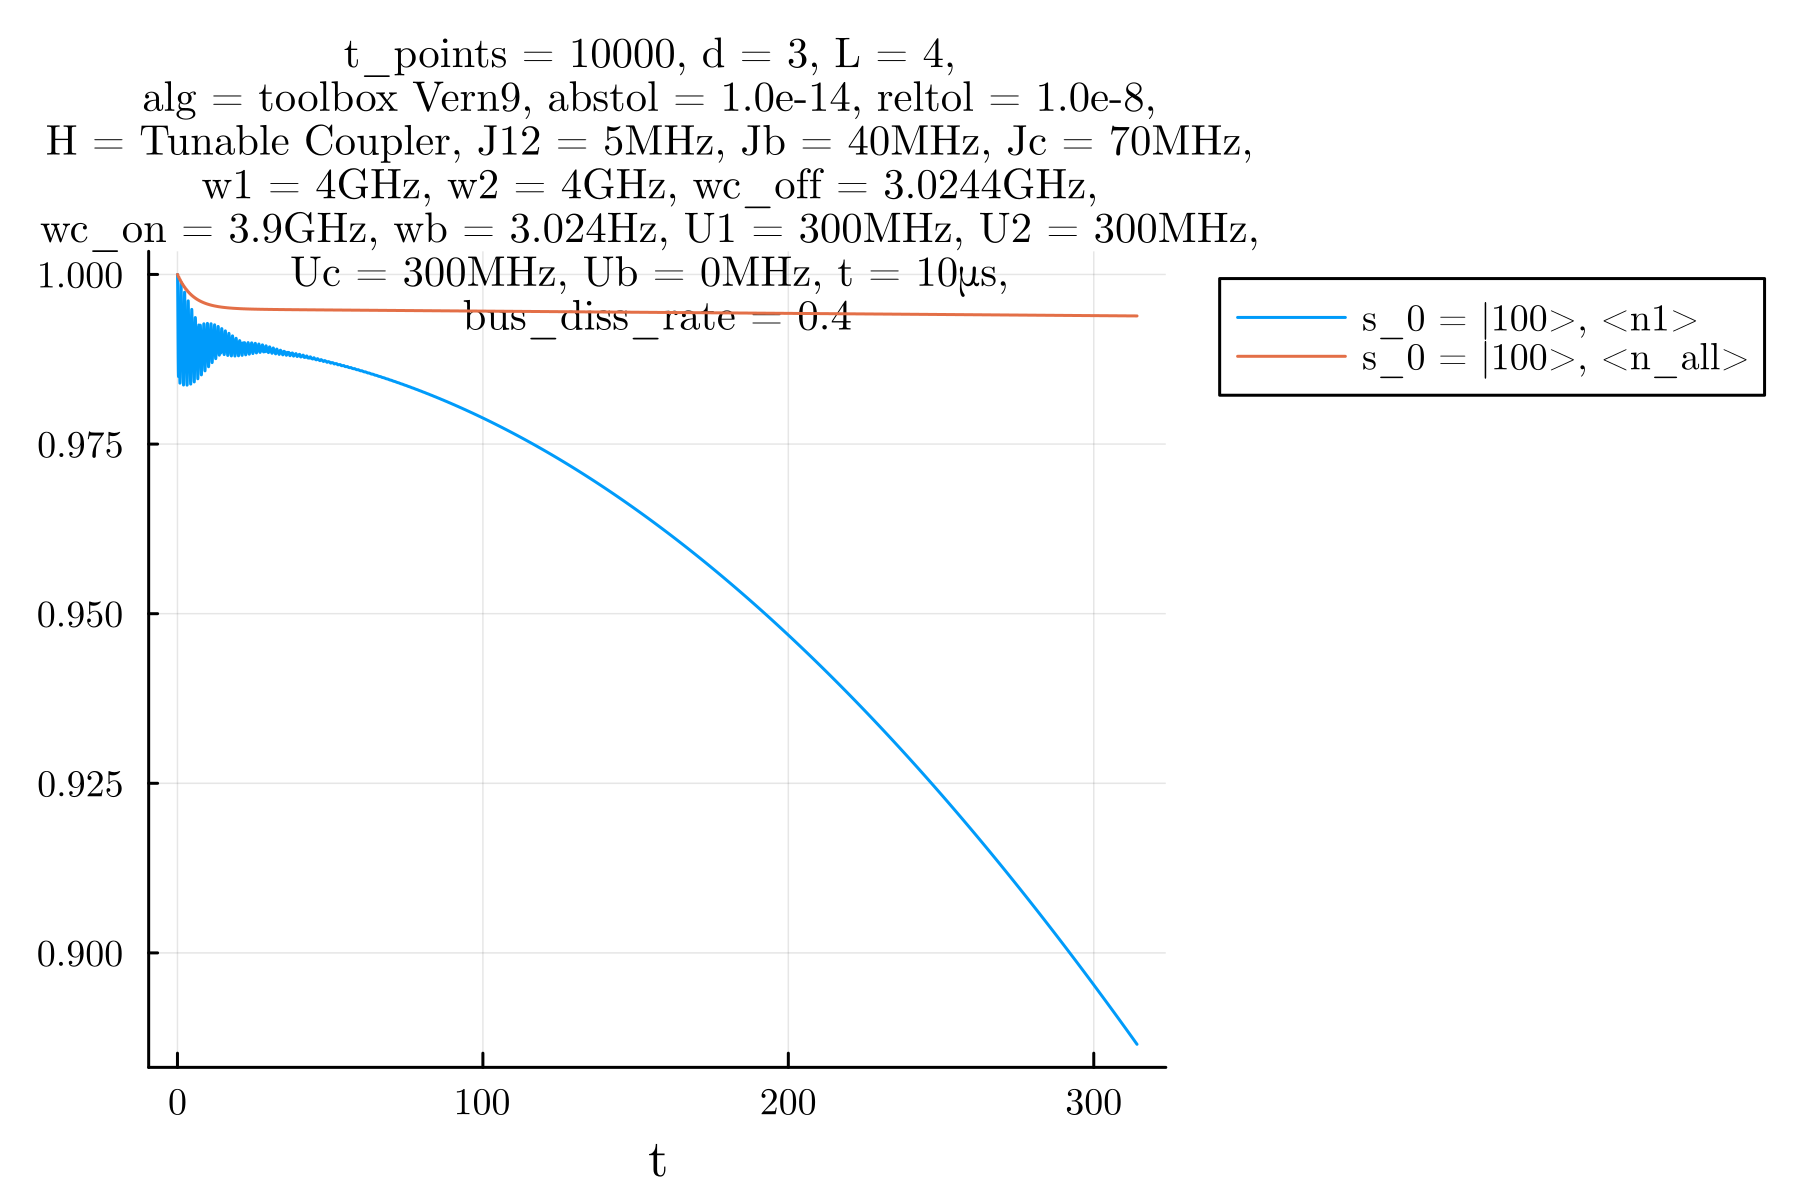 t_points = 10000, d = 3, L = 4,
alg = toolbox Vern9, abstol = 1.0e-14, reltol = 1.0e-8,
H = Tunable Coupler, J12 = 5MHz, Jb = 40MHz, Jc = 70MHz,
w1 = 4GHz, w2 = 4GHz, wc_off = 3.0244GHz,
wc_on = 3.9GHz, wb = 3.024Hz, U1 = 300MHz, U2 = 300MHz,
Uc = 300MHz, Ub = 0MHz, t = 10μs,
bus_diss_rate = 0.4
1.000
0.975
0.950
0.925
0.900
0 100 200 300
t
s_0 = |100>, <n1>
s_0 = |100>, <n_all>